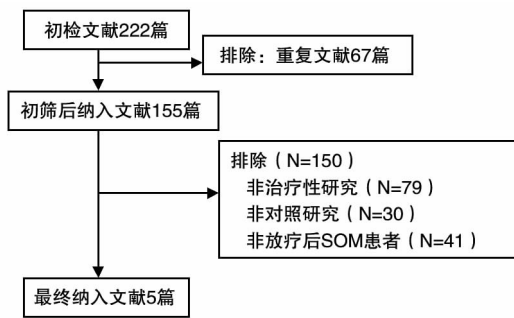 初检文献222篇
排除：重复文献67篇
初筛后纳入文献155篇
排除（N=150）
非治疗性研究（N=79）
非对照研究（N=30）
非放疗后SOM患者（N=41）
最终纳入文献5篇